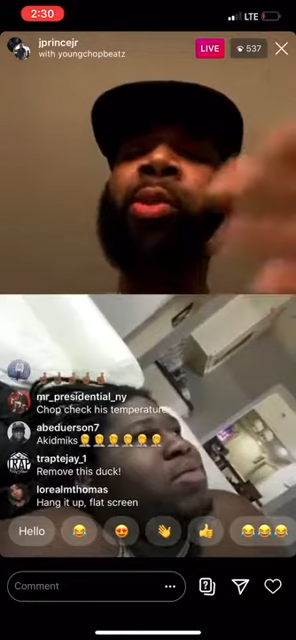 2:30
LTE
jprincejr
LIVE
537
with youngchopbeatz
mr_presidential_ny
Chop check his temperature
abeduerson7
Akidmiks🤦🤦🤦🤦🤦🤦
traptejay_1
Remove this duck!
TRAP
lorealmthomas
Hang it up, flat screen
Hello
Comment